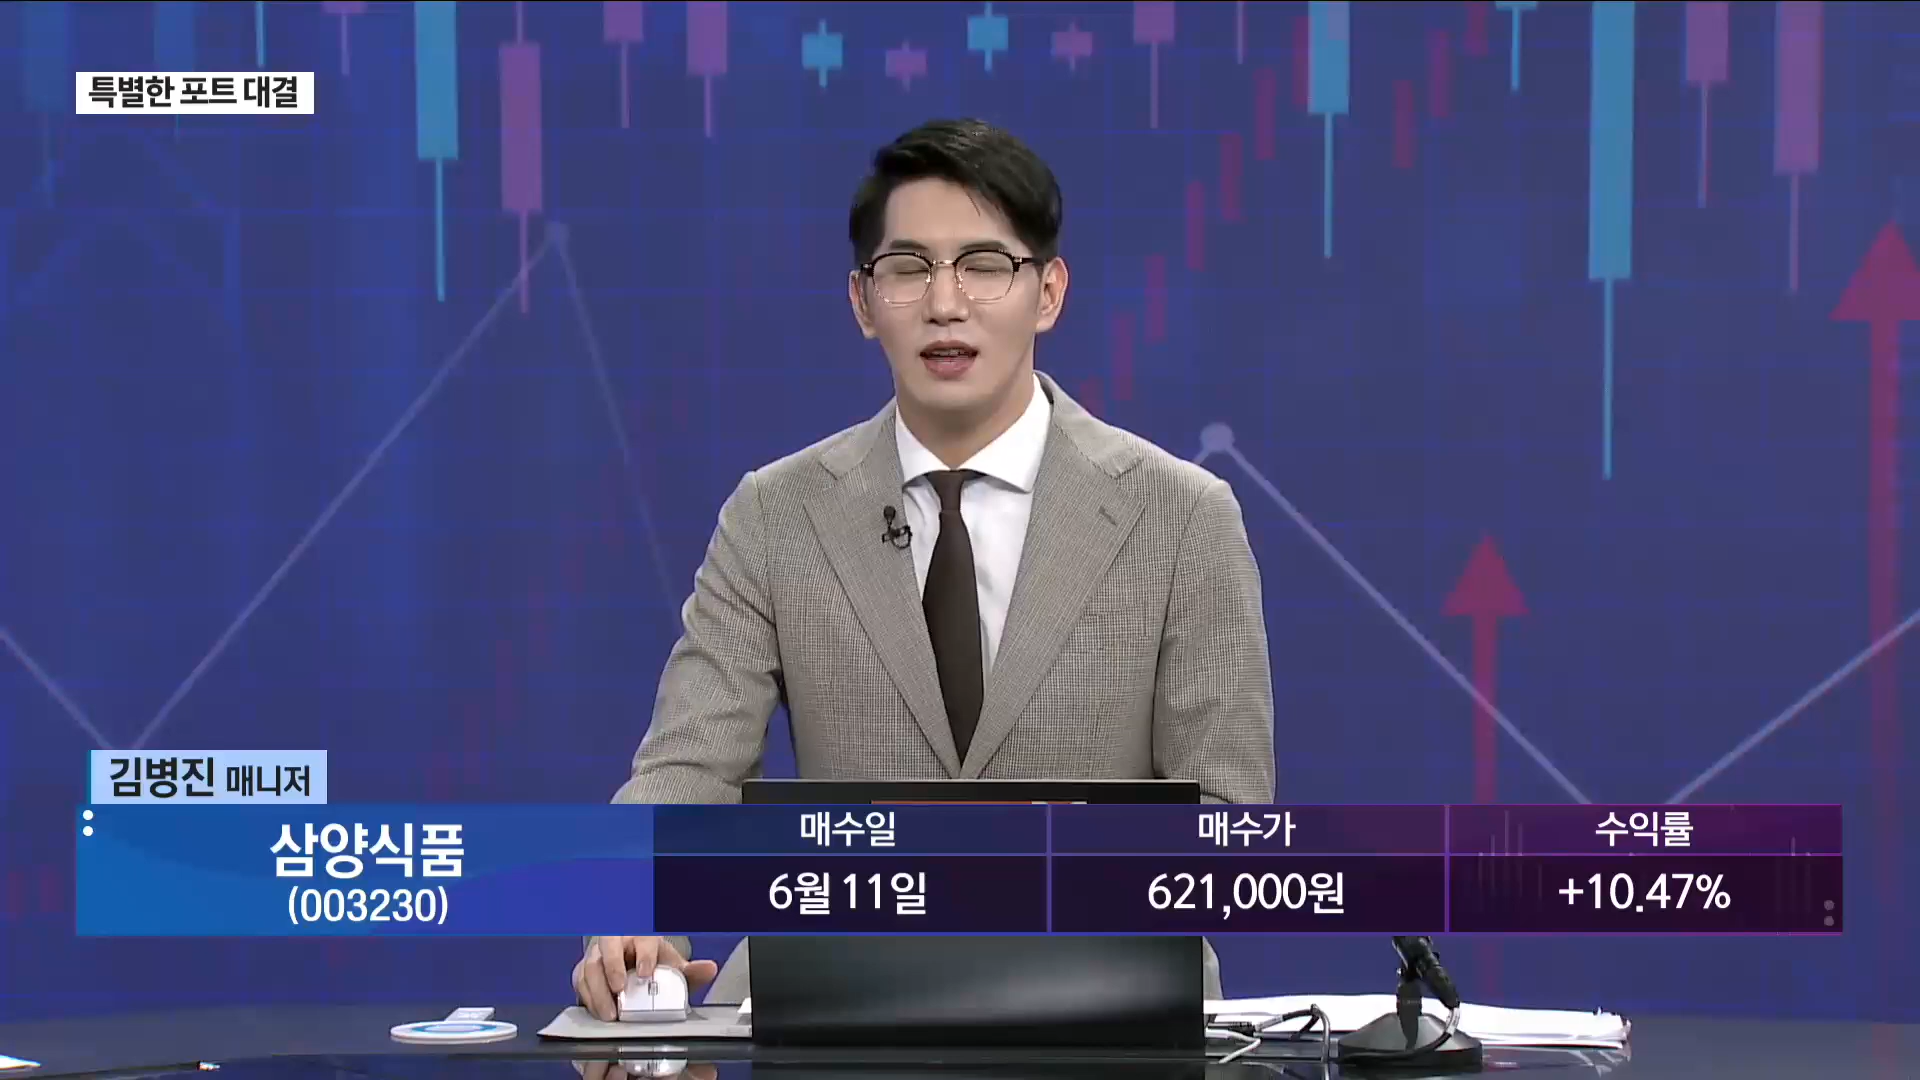 특별한 포트 대결
김병진 매니저
삼양식품
(003230)
매수일
매수가
수익률
6월 11일
621,000원
+10.47%